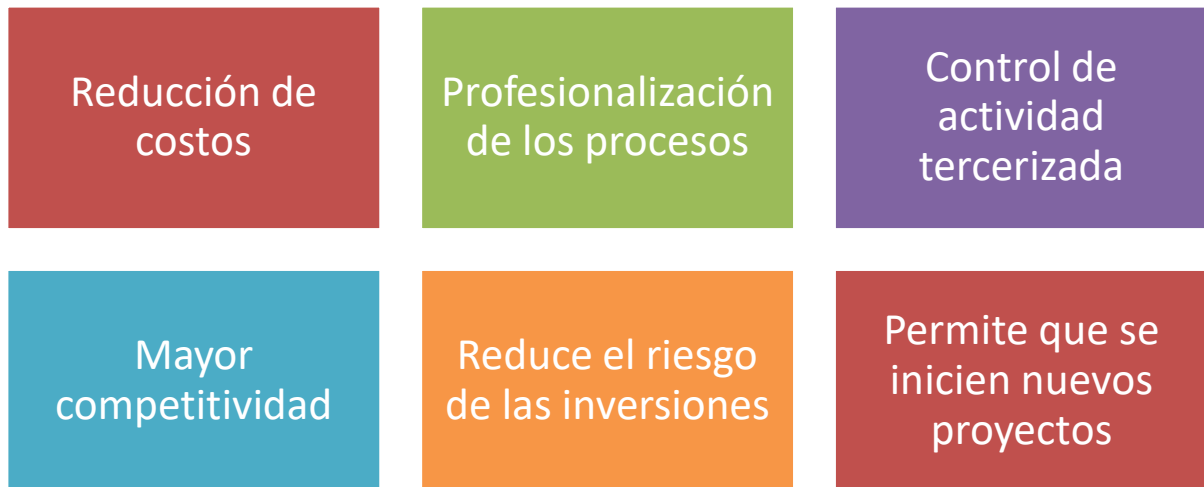 Reducción de
costos
Profesionalización
de los procesos
Control de
actividad
tercerizada
Mayor
competitividad
Reduce el riesgo
de las inversiones
Permite que se
inicien nuevos
proyectos